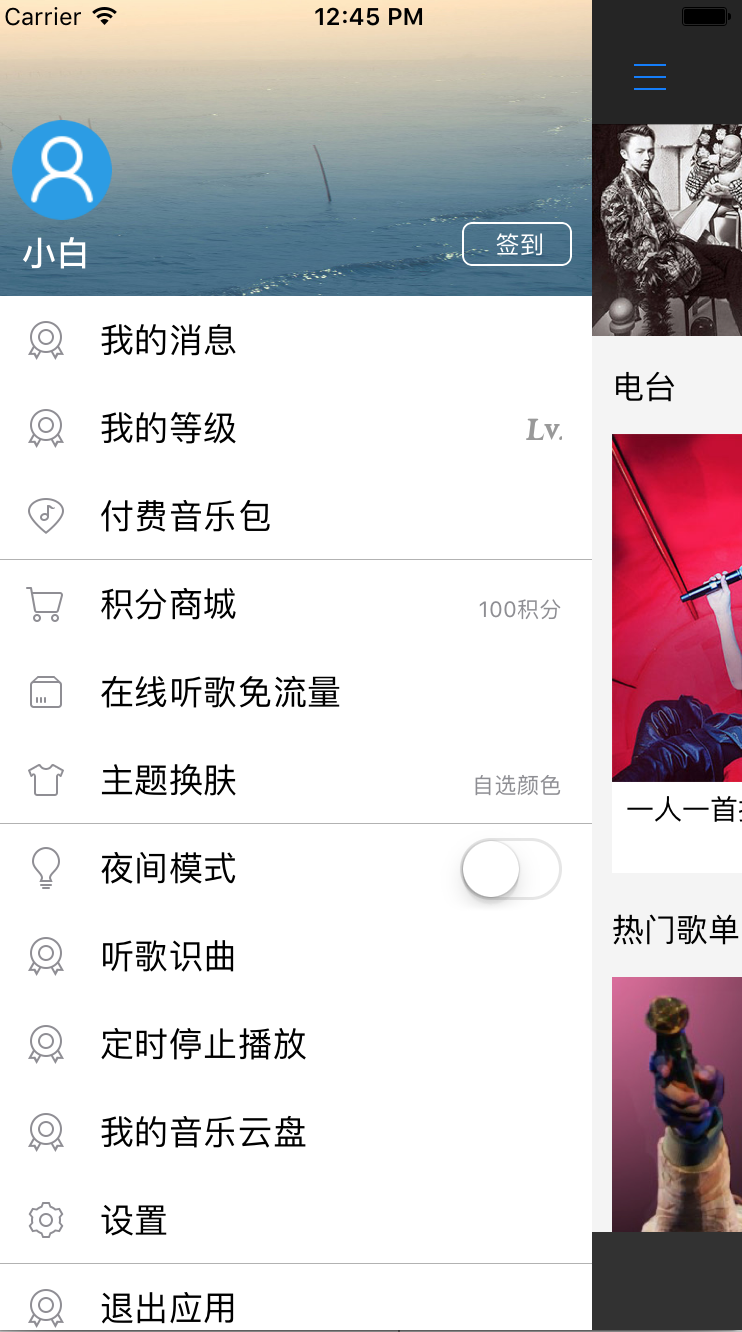 Carrier 12:45 PM
小白
签到
我的消息
我的等级 Lv.
付费音乐包
积分商城 100积分
在线听歌免流量
主题换肤 自选颜色
夜间模式
听歌识曲
定时停止播放
我的音乐云盘
设置
退出应用
电台
一人一首
热门歌单